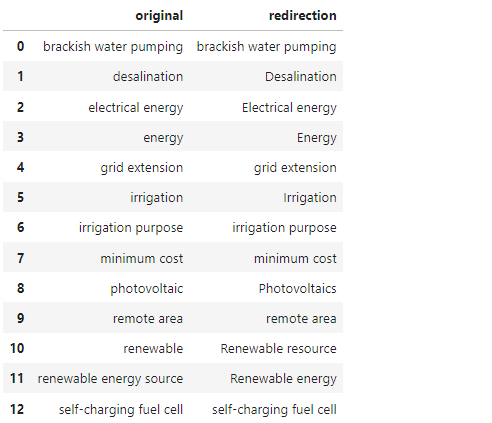 original redirection
0 brackish water pumping brackish water pumping
1 desalination Desalination
2 electrical energy Electrical energy
3 energy Energy
4 grid extension grid extension
5 irrigation Irrigation
6 irrigation purpose irrigation purpose
7 minimum cost minimum cost
8 photovoltaic Photovoltaics
9 remote area remote area
10 renewable Renewable resource
11 renewable energy source Renewable energy
12 self-charging fuel cell self-charging fuel cell